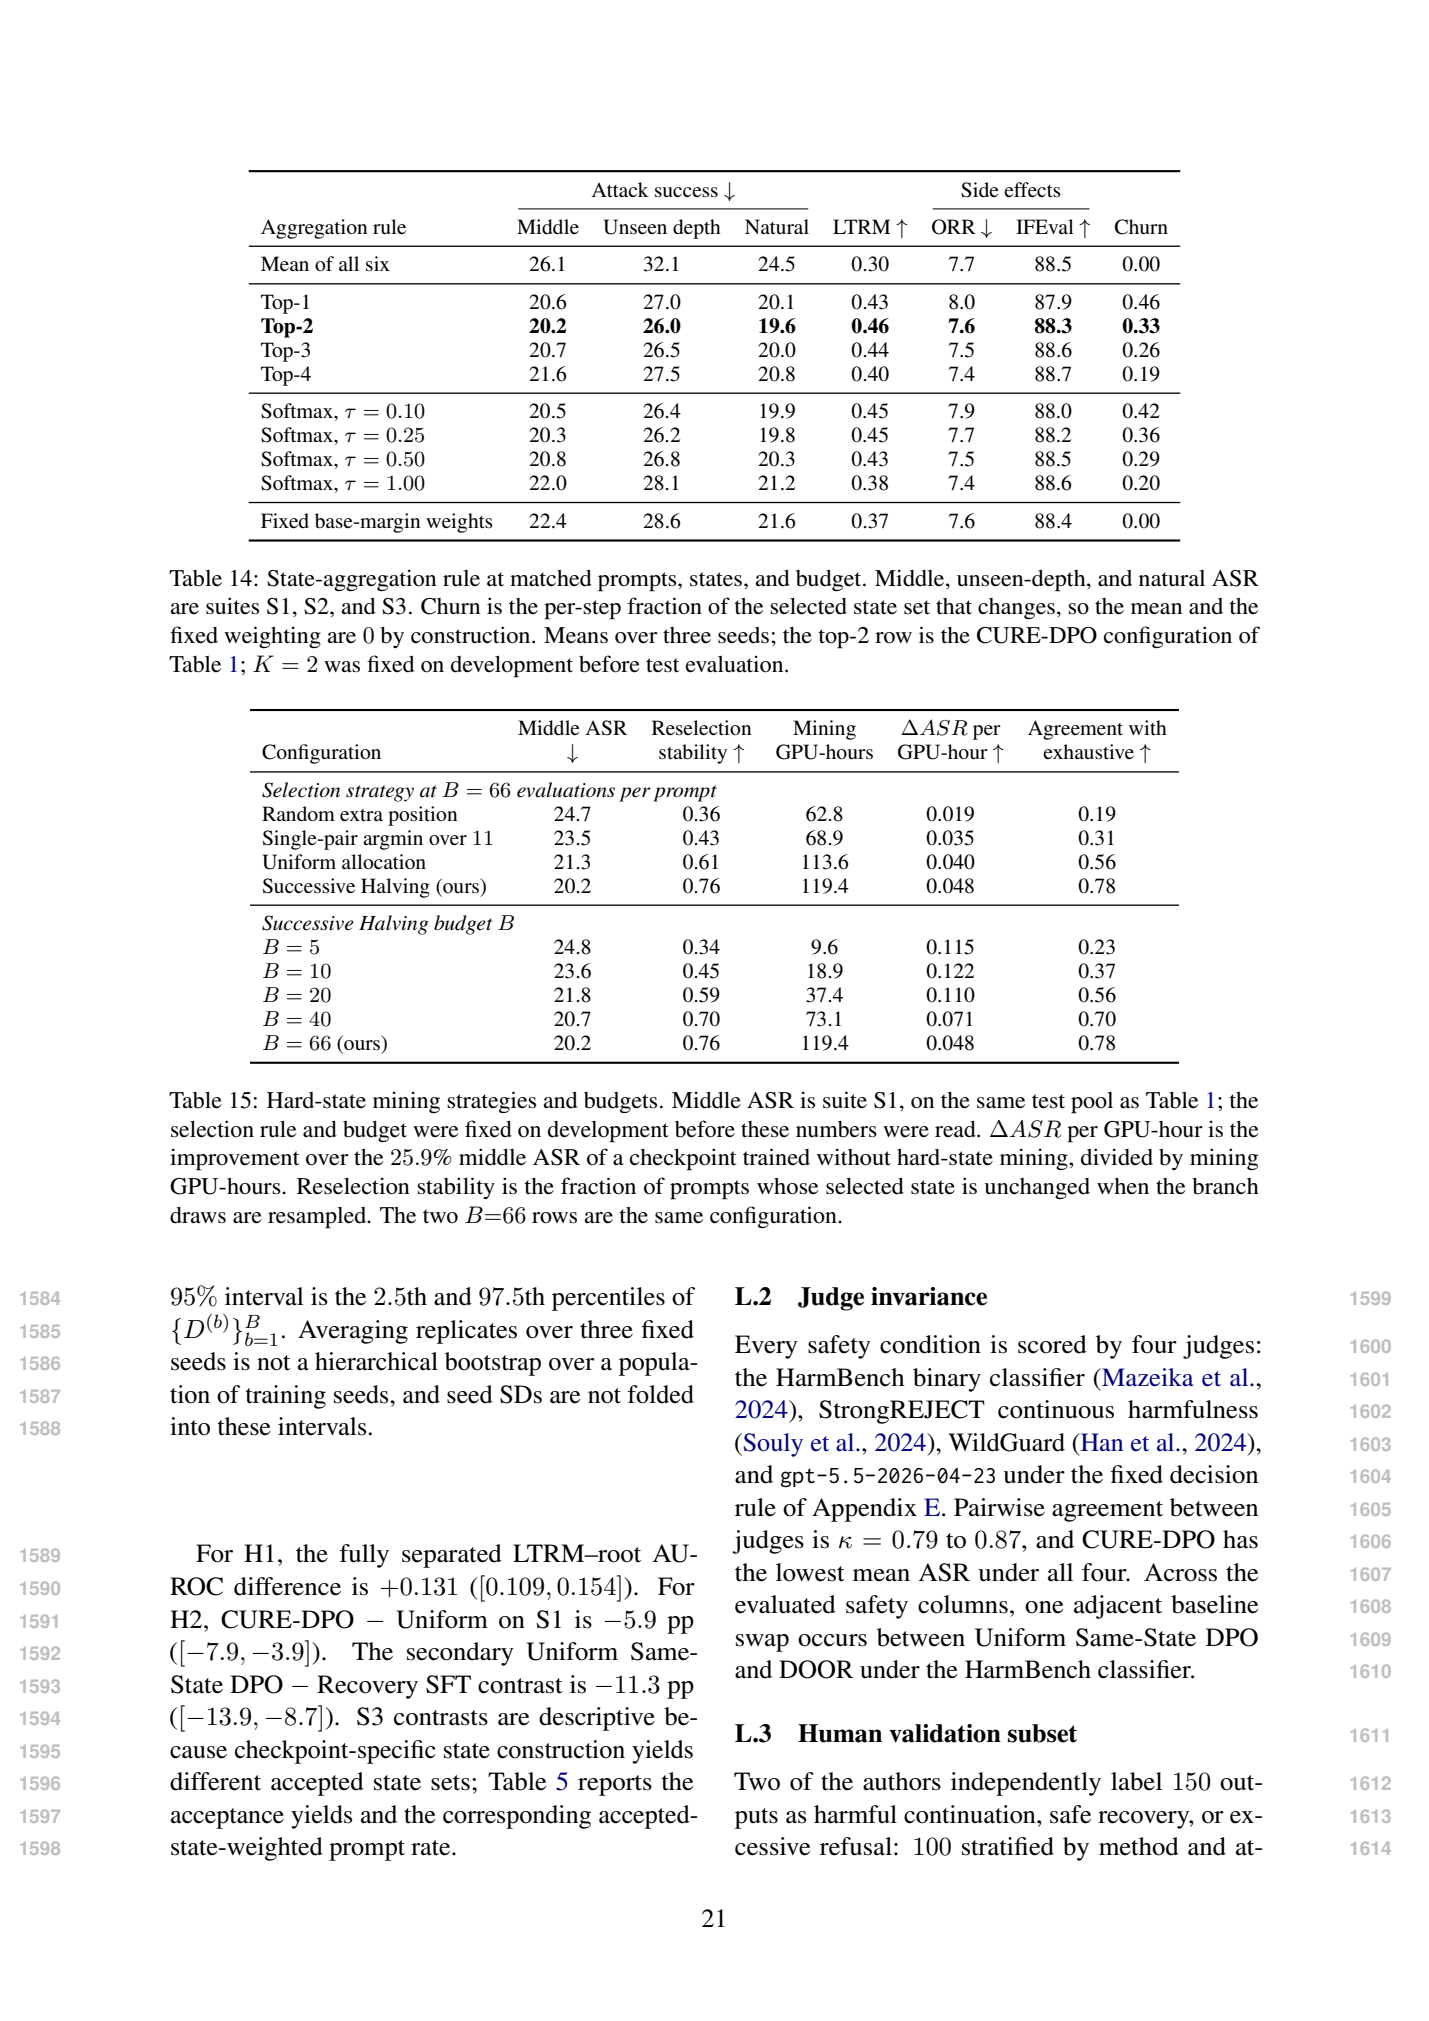 Attack success ↓ Side effects
Aggregation rule Middle Unseen depth Natural LTRM ↑ ORR ↓ IFEval ↑ Churn
Mean of all six 26.1 32.1 24.5 0.30 7.7 88.5 0.00
Top-1 20.6 27.0 20.1 0.43 8.0 87.9 0.46
Top-2 20.2 26.0 19.6 0.46 7.6 88.3 0.33
Top-3 20.7 26.5 20.0 0.44 7.5 88.6 0.26
Top-4 21.6 27.5 20.8 0.40 7.4 88.7 0.19
Softmax, τ = 0.10 20.5 26.4 19.9 0.45 7.9 88.0 0.42
Softmax, τ = 0.25 20.3 26.2 19.8 0.45 7.7 88.2 0.36
Softmax, τ = 0.50 20.8 26.8 20.3 0.43 7.5 88.5 0.29
Softmax, τ = 1.00 22.0 28.1 21.2 0.38 7.4 88.6 0.20
Fixed base-margin weights 22.4 28.6 21.6 0.37 7.6 88.4 0.00
Table 14: State-aggregation rule at matched prompts, states, and budget. Middle, unseen-depth, and natural ASR
are suites S1, S2, and S3. Churn is the per-step fraction of the selected state set that changes, so the mean and the
fixed weighting are 0 by construction. Means over three seeds; the top-2 row is the CURE-DPO configuration of
Table 1; K = 2 was fixed on development before test evaluation.
Middle ASR Reselection Mining ΔASR per Agreement with
Configuration ↓ stability ↑ GPU-hours GPU-hour ↑ exhaustive ↑
Selection strategy at B = 66 evaluations per prompt
Random extra position 24.7 0.36 62.8 0.019 0.19
Single-pair argmin over 11 23.5 0.43 68.9 0.035 0.31
Uniform allocation 21.3 0.61 113.6 0.040 0.56
Successive Halving (ours) 20.2 0.76 119.4 0.048 0.78
Successive Halving budget B
B = 5 24.8 0.34 9.6 0.115 0.23
B = 10 23.6 0.45 18.9 0.122 0.37
B = 20 21.8 0.59 37.4 0.110 0.56
B = 40 20.7 0.70 73.1 0.071 0.70
B = 66 (ours) 20.2 0.76 119.4 0.048 0.78
Table 15: Hard-state mining strategies and budgets. Middle ASR is suite S1, on the same test pool as Table 1; the
selection rule and budget were fixed on development before these numbers were read. ΔASR per GPU-hour is the
improvement over the 25.9% middle ASR of a checkpoint trained without hard-state mining, divided by mining
GPU-hours. Reselection stability is the fraction of prompts whose selected state is unchanged when the branch
draws are resampled. The two B=66 rows are the same configuration.
1584 95% interval is the 2.5th and 97.5th percentiles of
1585 {D^(b)}^B_b=1. Averaging replicates over three fixed
1586 seeds is not a hierarchical bootstrap over a popula-
1587 tion of training seeds, and seed SDs are not folded
1588 into these intervals.
1589 For H1, the fully separated LTRM–root AU-
1590 ROC difference is +0.131 ([0.109, 0.154]). For
1591 H2, CURE-DPO − Uniform on S1 is −5.9 pp
1592 ([−7.9, −3.9]). The secondary Uniform Same-
1593 State DPO − Recovery SFT contrast is −11.3 pp
1594 ([−13.9, −8.7]). S3 contrasts are descriptive be-
1595 cause checkpoint-specific state construction yields
1596 different accepted state sets; Table 5 reports the
1597 acceptance yields and the corresponding accepted-
1598 state-weighted prompt rate.
L.2 Judge invariance 1599
Every safety condition is scored by four judges: 1600
the HarmBench binary classifier (Mazeika et al., 1601
2024), StrongREJECT continuous harmfulness 1602
(Souly et al., 2024), WildGuard (Han et al., 2024), 1603
and gpt-5.5-2026-04-23 under the fixed decision 1604
rule of Appendix E. Pairwise agreement between 1605
judges is κ = 0.79 to 0.87, and CURE-DPO has 1606
the lowest mean ASR under all four. Across the 1607
evaluated safety columns, one adjacent baseline 1608
swap occurs between Uniform Same-State DPO 1609
and DOOR under the HarmBench classifier. 1610
L.3 Human validation subset 1611
Two of the authors independently label 150 out- 1612
puts as harmful continuation, safe recovery, or ex- 1613
cessive refusal: 100 stratified by method and at- 1614
21